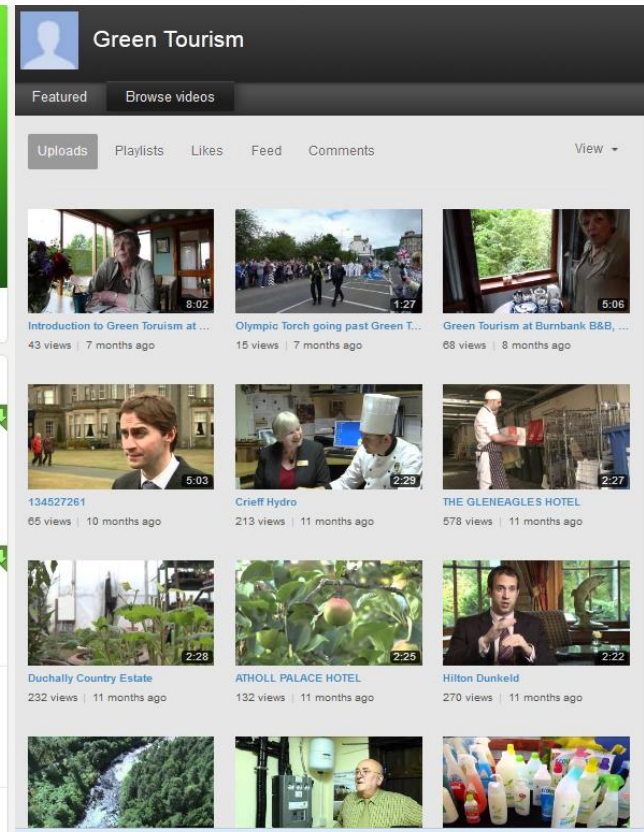 Green Tourism
Featured Browse videos
Uploads Playlists Likes Feed Comments View
8:02 1:27 5:06
Introduction to Green Toruism at ... Olympic Torch going past Green T... Green Tourism at Burnbank B&B, ...
43 views | 7 months ago 15 views | 7 months ago 68 views | 8 months ago
5:03 2:29 2:27
134527261 Crieff Hydro THE GLENEAGLES HOTEL
65 views | 10 months ago 213 views | 11 months ago 578 views | 11 months ago
2:28 2:25 2:22
Duchally Country Estate ATHOLL PALACE HOTEL Hilton Dunkeld
232 views | 11 months ago 132 views | 11 months ago 270 views | 11 months ago